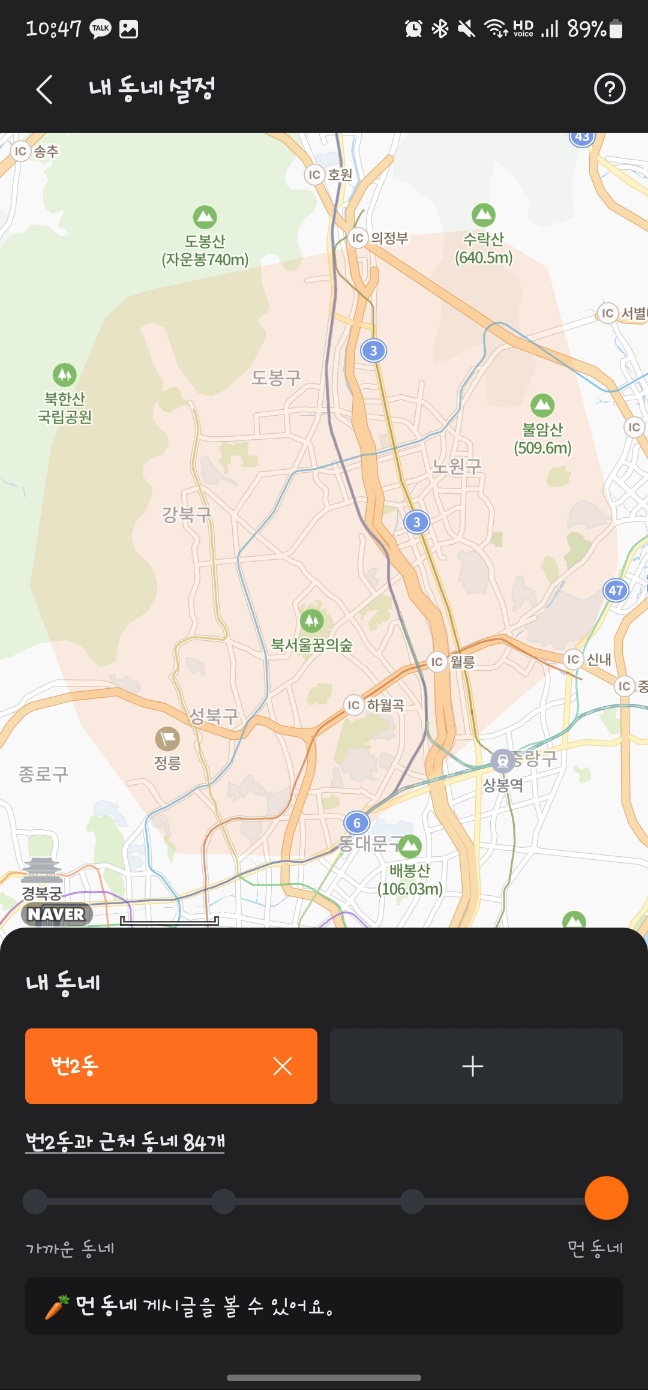 10:47 TALK HD voice 89%
내 동네 설정
43
IC 송추
IC 호원
IC 의정부
도봉산
(자운봉740m)
수락산
(640.5m)
IC 서별
3
도봉구
북한산
국립공원
불암산
(509.6m)
IC
노원구
강북구
3
47
북서울꿈의숲
IC 월릉
IC 신내
IC 중
IC 하월곡
성북구
정릉
종로구
중랑구
상봉역
6
동대문구
배봉산
(106.03m)
경복궁
NAVER
내 동네
번2동
번2동과 근처 동네 84개
가까운 동네
먼 동네
먼 동네 게시글을 볼 수 있어요.